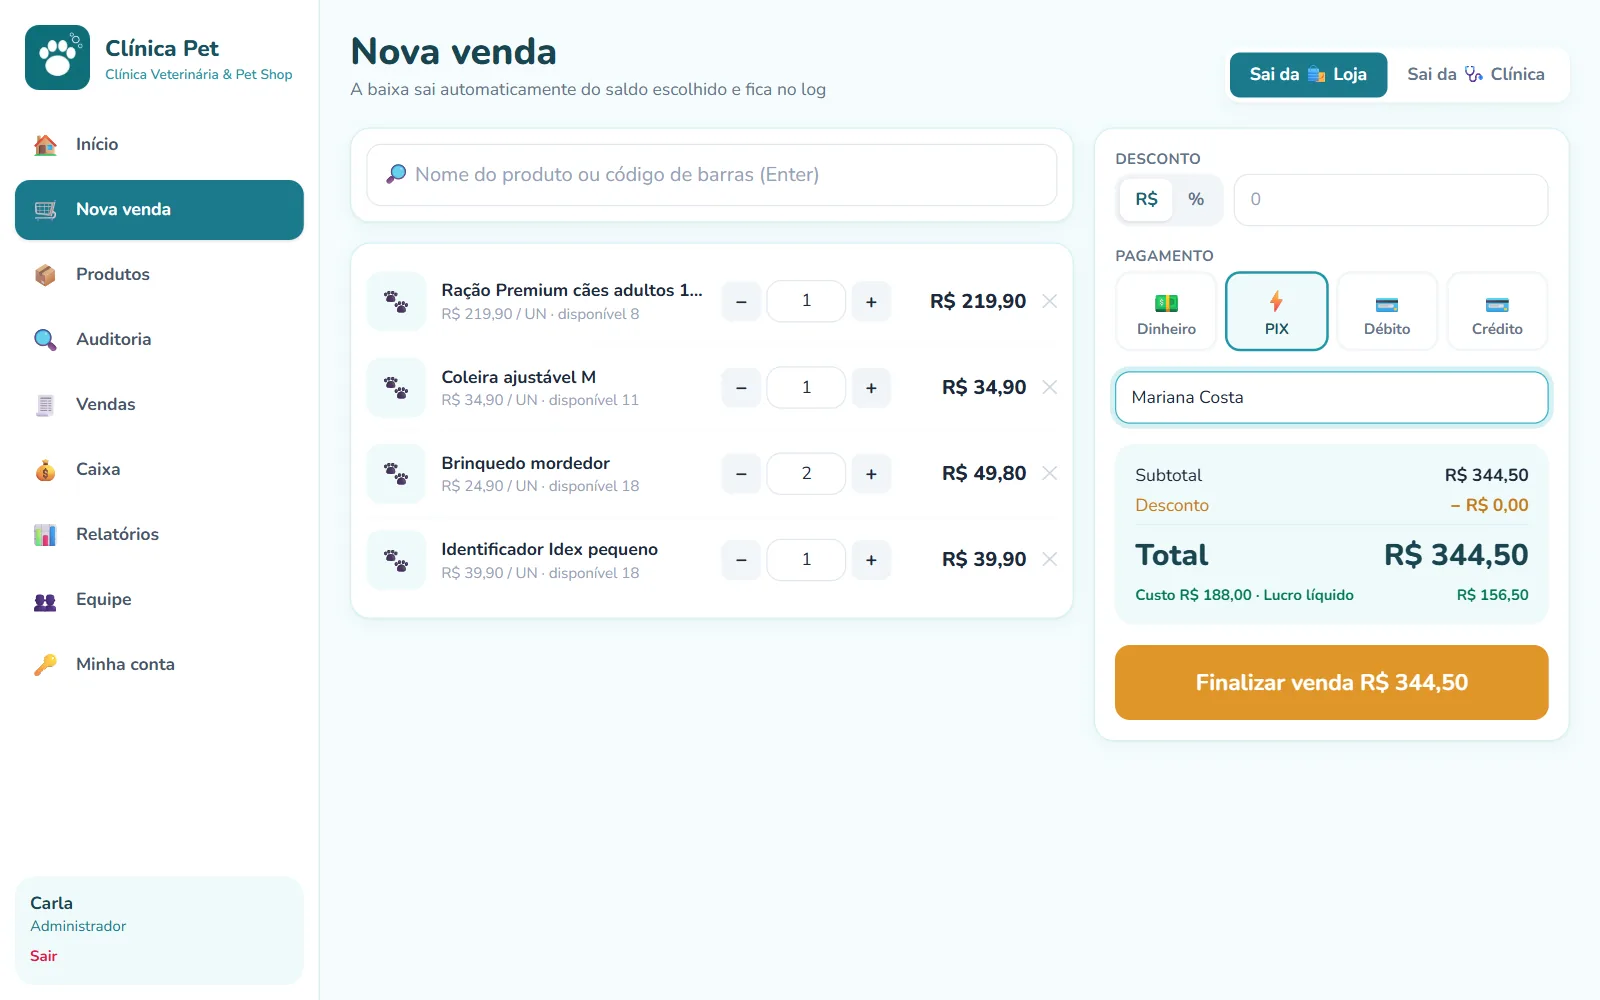 Clínica Pet
Clínica Veterinária & Pet Shop
Início
Nova venda
Produtos
Auditoria
Vendas
Caixa
Relatórios
Equipe
Minha conta
Carla
Administrador
Sair
Nova venda
A baixa sai automaticamente do saldo escolhido e fica no log
Sai da Loja
Sai da Clínica
Nome do produto ou código de barras (Enter)
Ração Premium cães adultos 1...
R$ 219,90 / UN · disponível 8
− 1 +
R$ 219,90
Coleira ajustável M
R$ 34,90 / UN · disponível 11
− 1 +
R$ 34,90
Brinquedo mordedor
R$ 24,90 / UN · disponível 18
− 2 +
R$ 49,80
Identificador Idex pequeno
R$ 39,90 / UN · disponível 18
− 1 +
R$ 39,90
DESCONTO
R$ % 0
PAGAMENTO
Dinheiro
PIX
Débito
Crédito
Mariana Costa
Subtotal R$ 344,50
Desconto − R$ 0,00
Total R$ 344,50
Custo R$ 188,00 · Lucro líquido R$ 156,50
Finalizar venda R$ 344,50